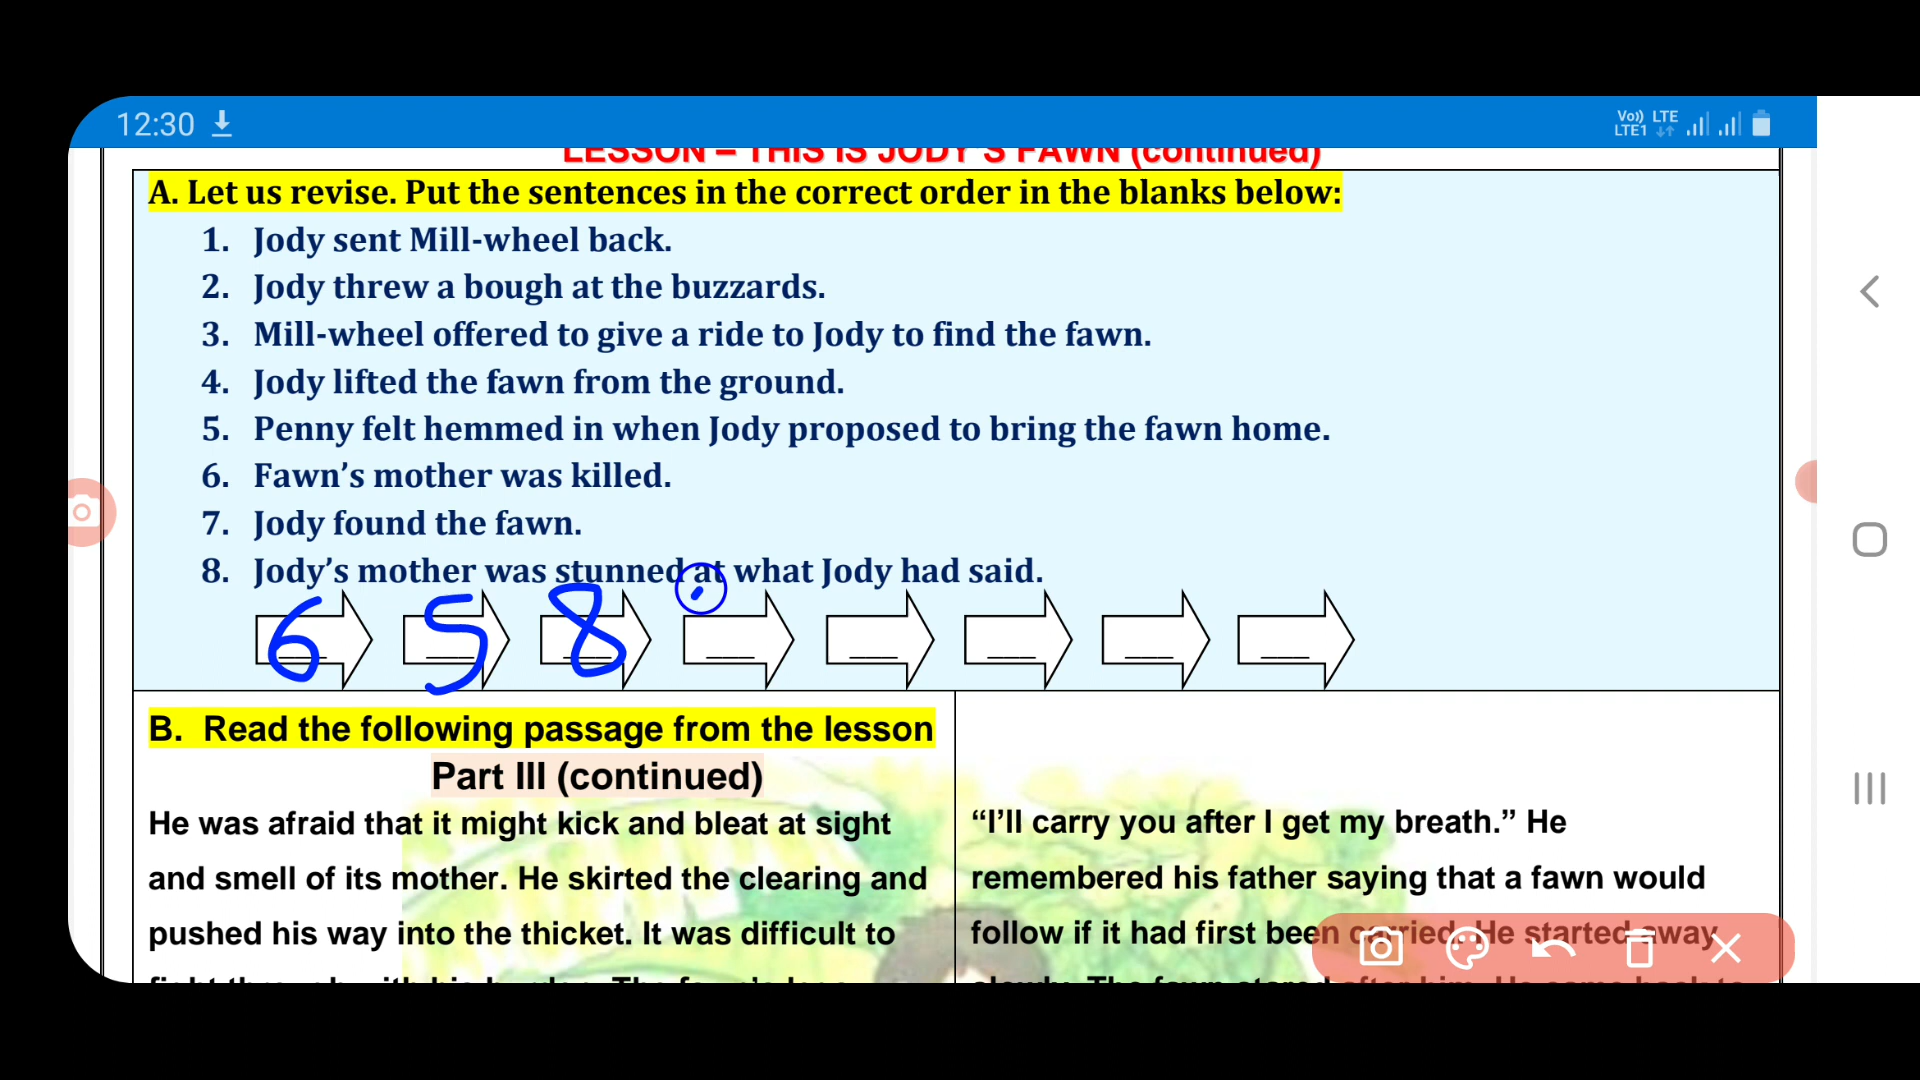 12:30
Vo)) LTE
LTE1
LESSON – THIS IS JODY'S FAWN (continued)
A. Let us revise. Put the sentences in the correct order in the blanks below:
1. Jody sent Mill-wheel back.
2. Jody threw a bough at the buzzards.
3. Mill-wheel offered to give a ride to Jody to find the fawn.
4. Jody lifted the fawn from the ground.
5. Penny felt hemmed in when Jody proposed to bring the fawn home.
6. Fawn’s mother was killed.
7. Jody found the fawn.
8. Jody’s mother was stunned at what Jody had said.
6 5 8
B. Read the following passage from the lesson
Part III (continued)
He was afraid that it might kick and bleat at sight
and smell of its mother. He skirted the clearing and
pushed his way into the thicket. It was difficult to
“I’ll carry you after I get my breath.” He
remembered his father saying that a fawn would
follow if it had first been carried. He started away